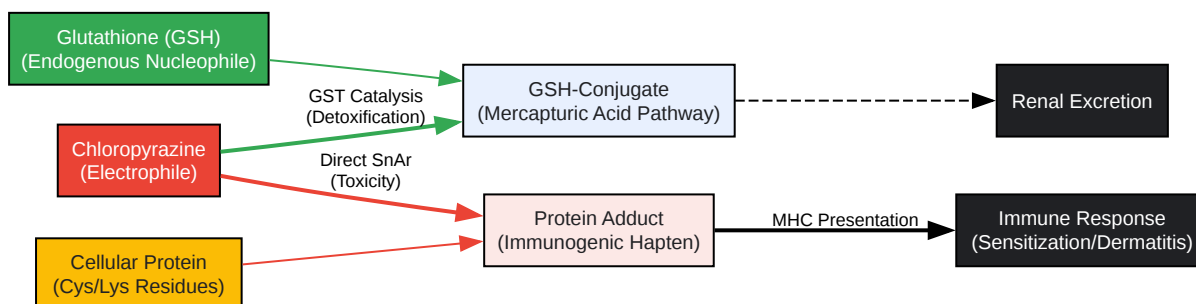 Glutathione (GSH)
(Endogenous Nucleophile)
GST Catalysis
(Detoxification)
GSH-Conjugate
(Mercapturic Acid Pathway)
Renal Excretion
Chloropyrazine
(Electrophile)
Direct SnAr
(Toxicity)
Protein Adduct
(Immunogenic Hapten)
MHC Presentation
Immune Response
(Sensitization/Dermatitis)
Cellular Protein
(Cys/Lys Residues)